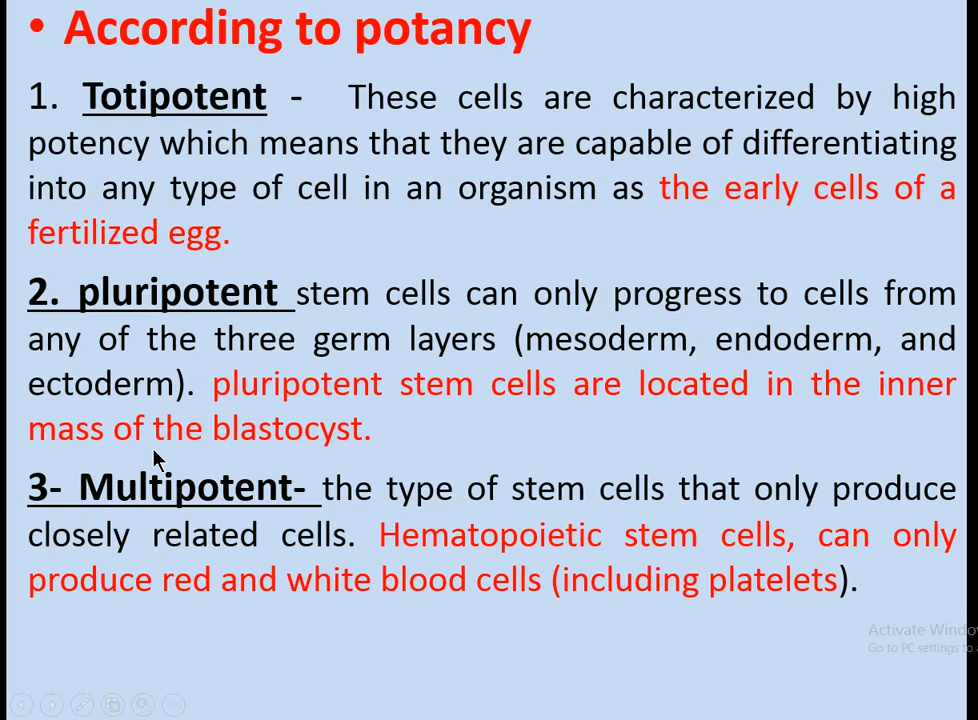 • According to potancy
1. Totipotent - These cells are characterized by high
potency which means that they are capable of differentiating
into any type of cell in an organism as the early cells of a
fertilized egg.
2. pluripotent stem cells can only progress to cells from
any of the three germ layers (mesoderm, endoderm, and
ectoderm). pluripotent stem cells are located in the inner
mass of the blastocyst.
3- Multipotent- the type of stem cells that only produce
closely related cells. Hematopoietic stem cells, can only
produce red and white blood cells (including platelets).
Activate Windo
Go to PC settings to